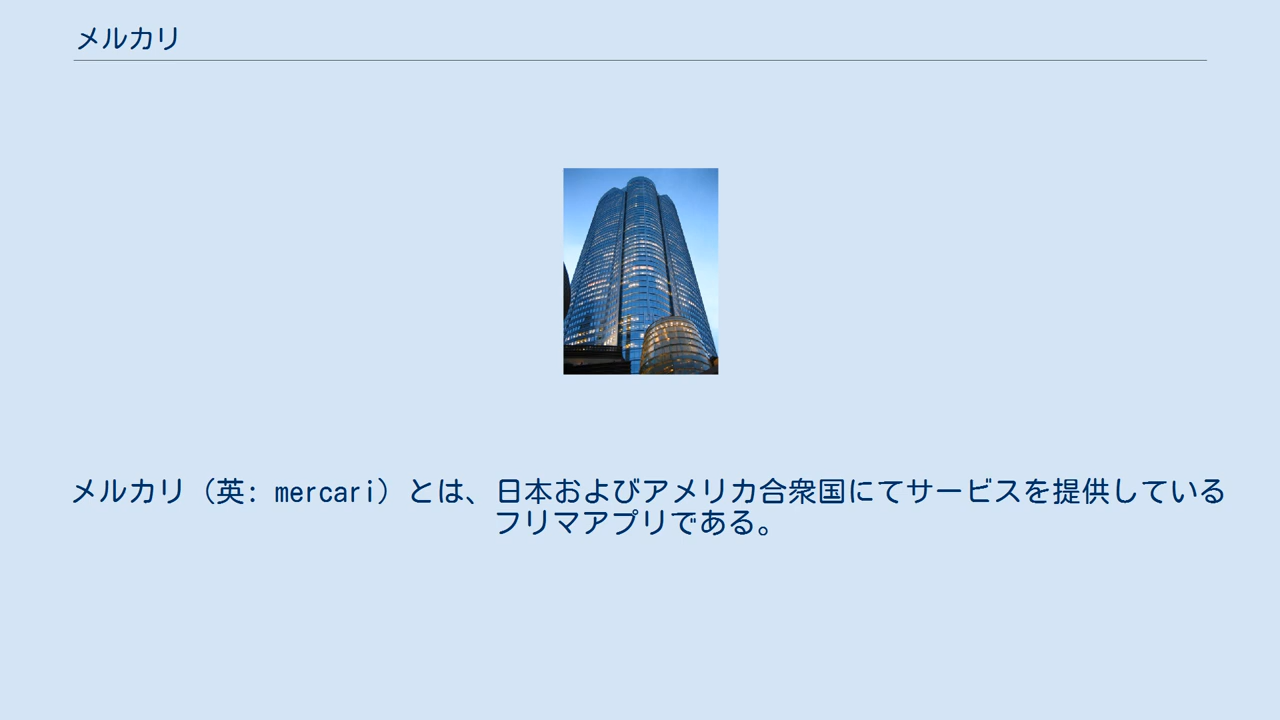 メルカリ
メルカリ（英: mercari）とは、日本およびアメリカ合衆国にてサービスを提供している
フリマアプリである。